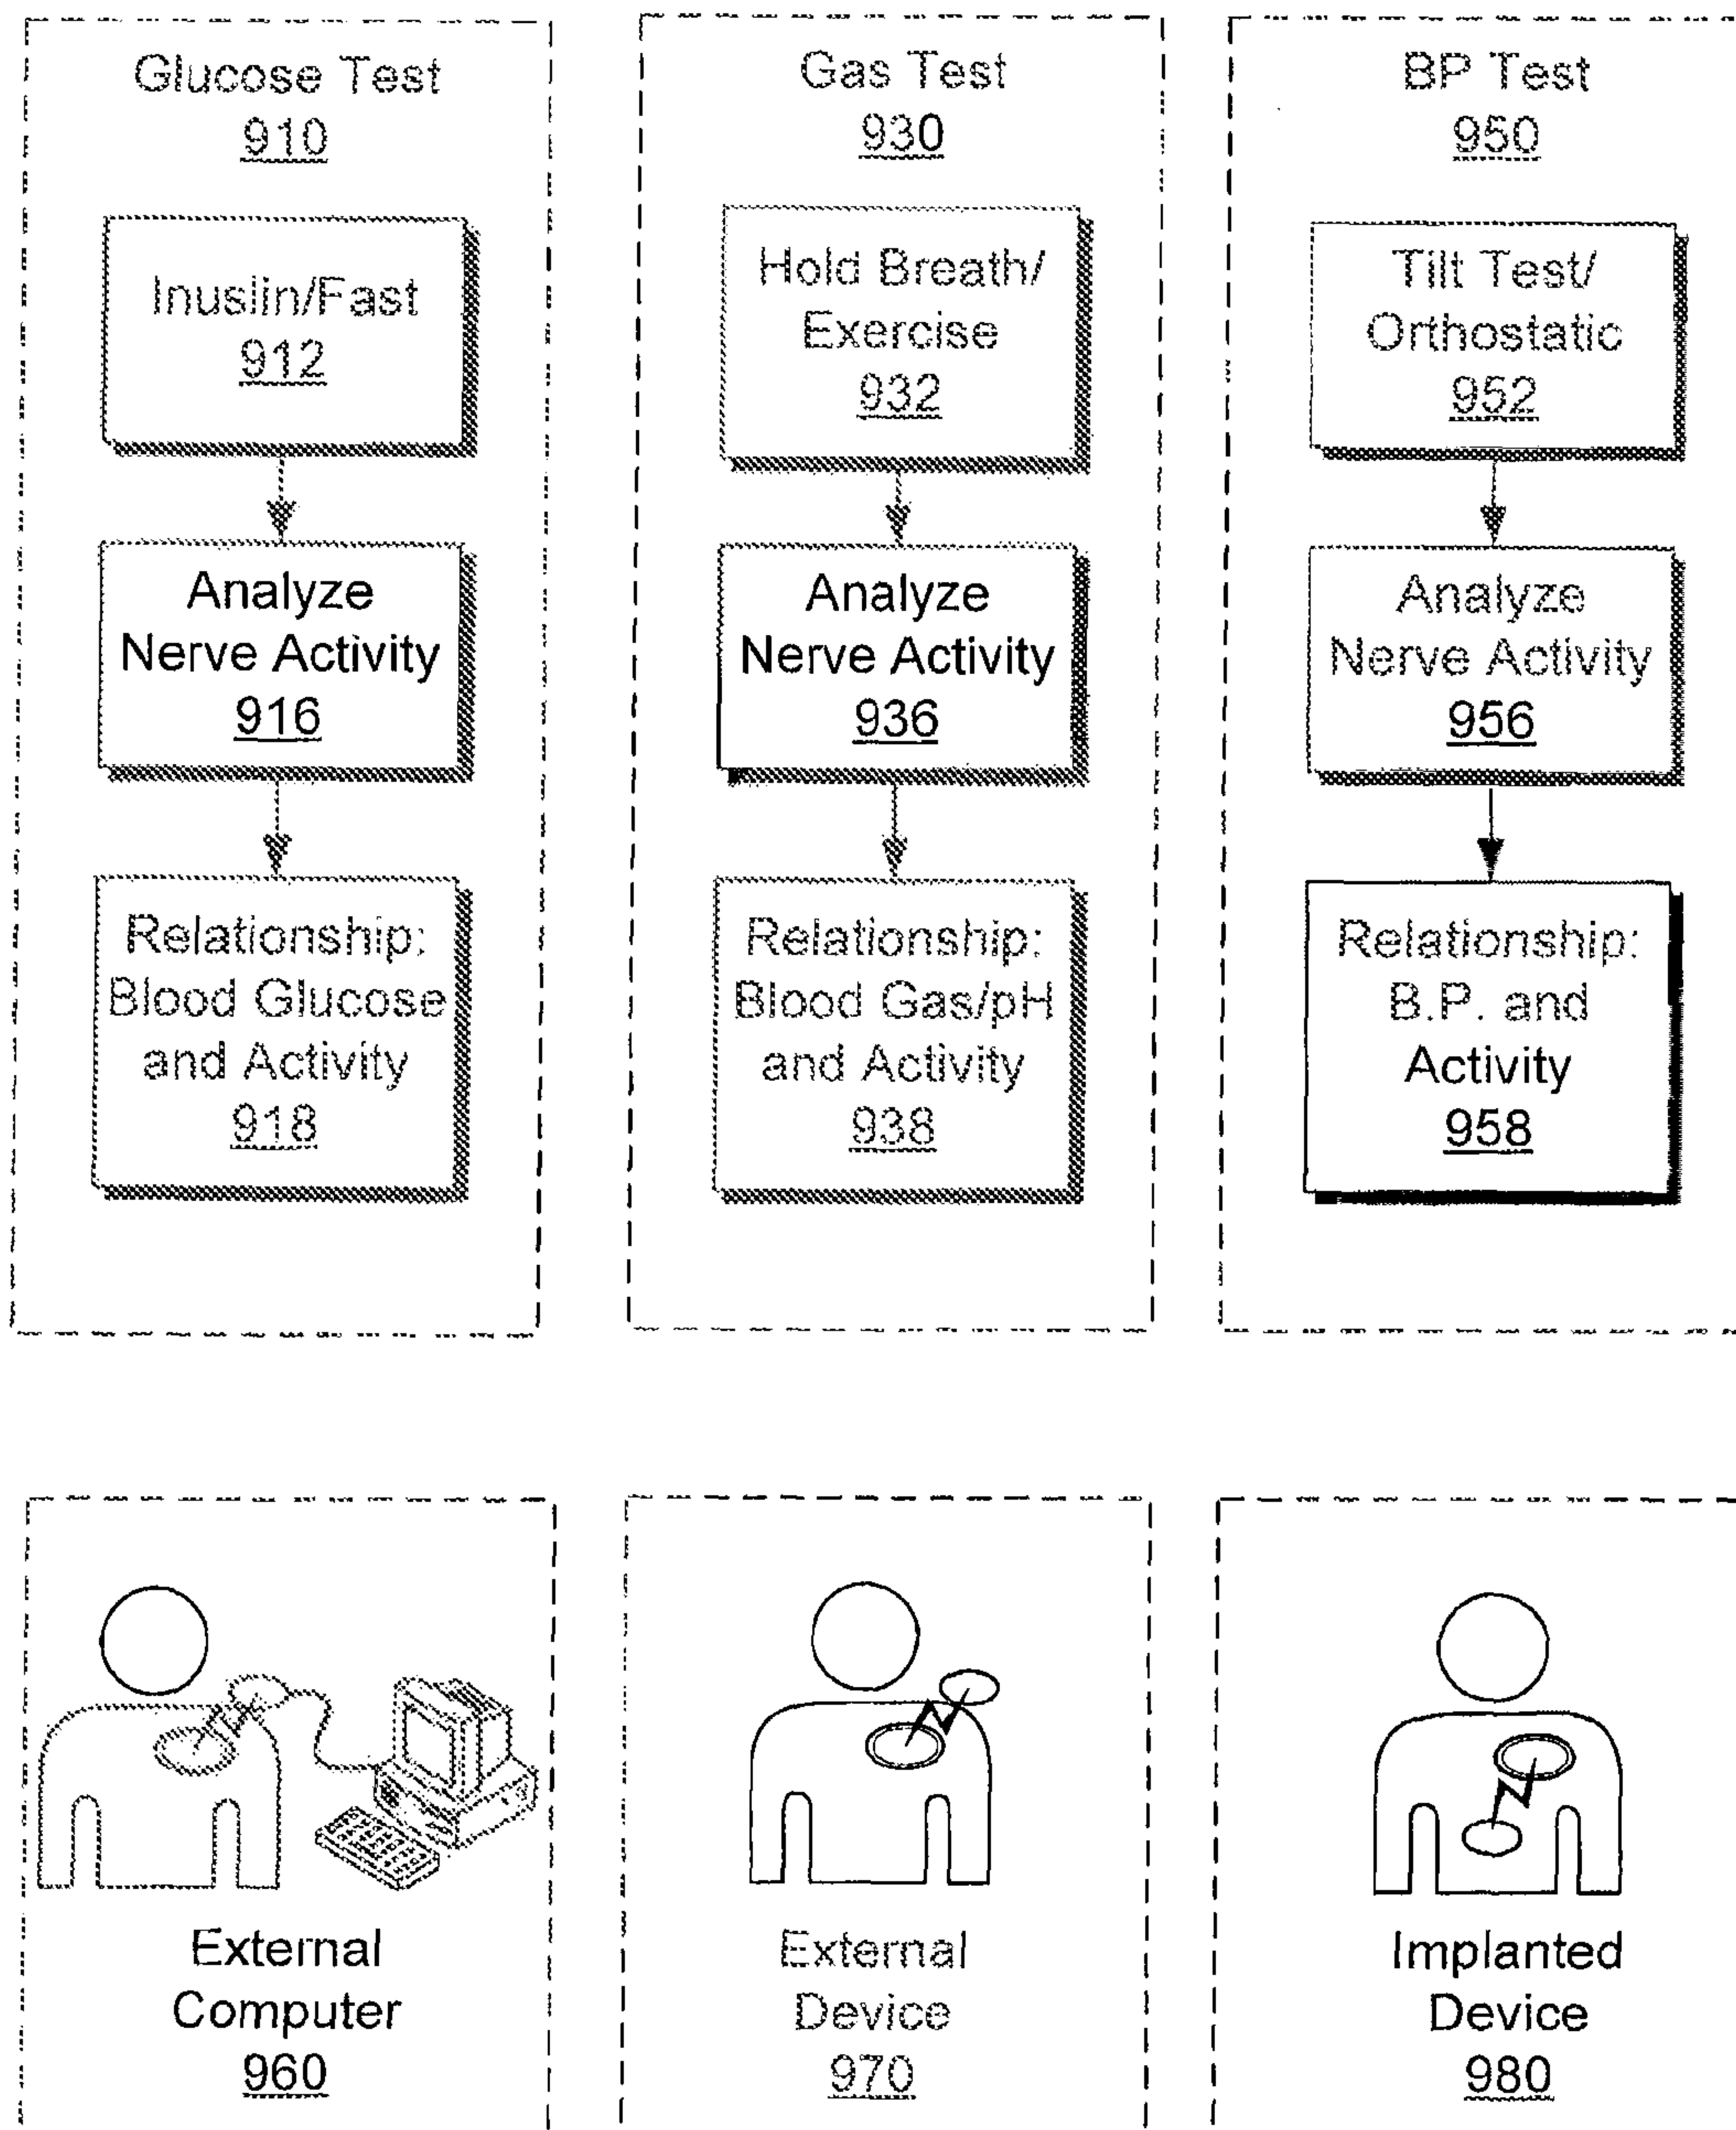 Glucose Test
910
Inuslin/Fast
912
Analyze
Nerve Activity
916
Relationship:
Blood Glucose
and Activity
918
Gas Test
930
Hold Breath/
Exercise
932
Analyze
Nerve Activity
936
Relationship:
Blood Gas/pH
and Activity
938
BP Test
950
Tilt Test/
Orthostatic
952
Analyze
Nerve Activity
956
Relationship:
B.P. and
Activity
958
External
Computer
960
External
Device
970
Implanted
Device
980